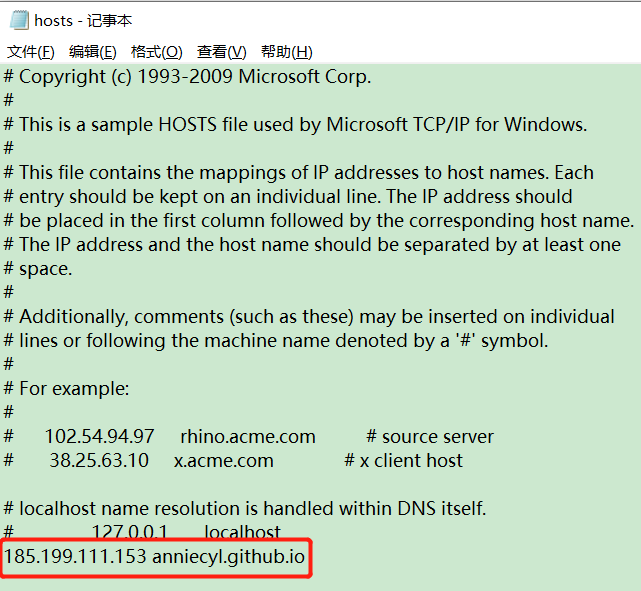 hosts - 记事本
文件(F) 编辑(E) 格式(O) 查看(V) 帮助(H)
# Copyright (c) 1993-2009 Microsoft Corp.
#
# This is a sample HOSTS file used by Microsoft TCP/IP for Windows.
#
# This file contains the mappings of IP addresses to host names. Each
# entry should be kept on an individual line. The IP address should
# be placed in the first column followed by the corresponding host name.
# The IP address and the host name should be separated by at least one
# space.
#
# Additionally, comments (such as these) may be inserted on individual
# lines or following the machine name denoted by a '#' symbol.
#
# For example:
#
#      102.54.94.97     rhino.acme.com          # source server
#       38.25.63.10     x.acme.com              # x client host
# localhost name resolution is handled within DNS itself.
#	127.0.0.1       localhost
185.199.111.153 anniecyl.github.io